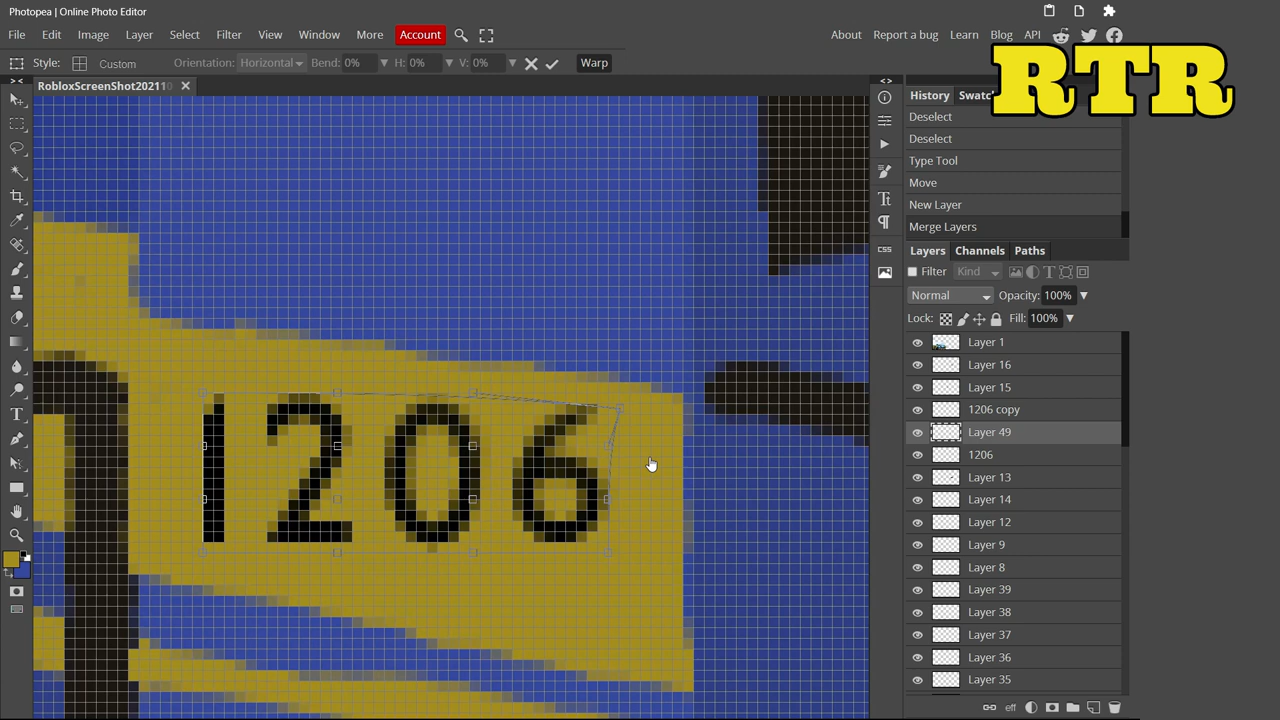 Photopea | Online Photo Editor
File Edit Image Layer Select Filter View Window More Account About Report a bug Learn Blog API
Style: Custom Orientation: Horizontal Bend: 0% H: 0% V: 0% Warp
RTR
RobloxScreenShot202110
History Swatc
Deselect
Deselect
Type Tool
Move
New Layer
Merge Layers
CSS
Layers Channels Paths
Filter Kind
Normal Opacity: 100%
Lock: Fill: 100%
Layer 1
Layer 16
Layer 15
1206 copy
Layer 49
1206
Layer 13
Layer 14
Layer 12
Layer 9
Layer 8
Layer 39
Layer 38
Layer 37
Layer 36
Layer 35
eff
1206